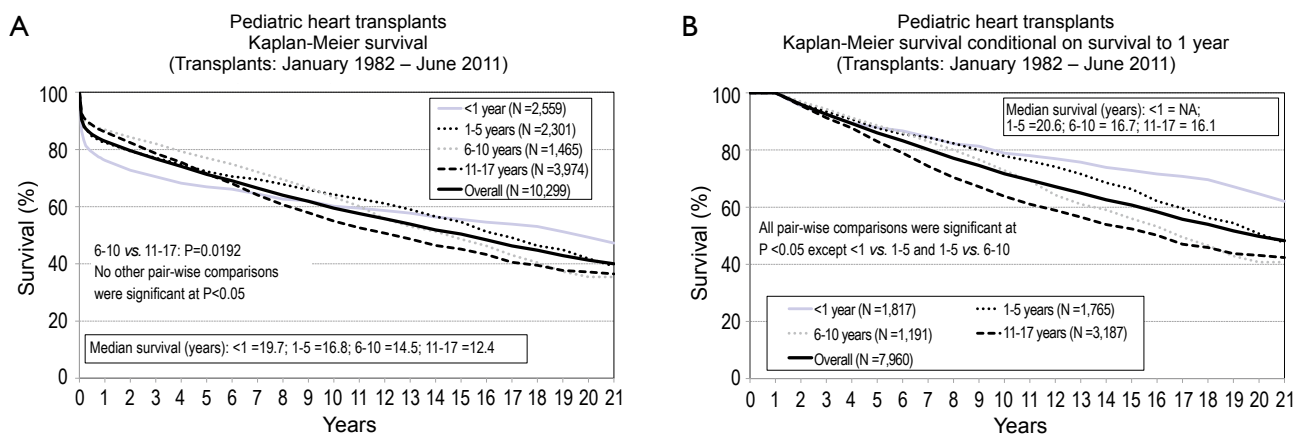 A
Pediatric heart transplants
Kaplan-Meier survival
(Transplants: January 1982 – June 2011)
Survival (%)
100
80
60
40
20
0
<1 year (N =2,559)
1-5 years (N =2,301)
6-10 years (N =1,465)
11-17 years (N =3,974)
Overall (N =10,299)
6-10 vs. 11-17: P=0.0192
No other pair-wise comparisons
were significant at P<0.05
Median survival (years): <1 =19.7; 1-5 =16.8; 6-10 =14.5; 11-17 =12.4
0 1 2 3 4 5 6 7 8 9 10 11 12 13 14 15 16 17 18 19 20 21
Years
B
Pediatric heart transplants
Kaplan-Meier survival conditional on survival to 1 year
(Transplants: January 1982 – June 2011)
Survival (%)
100
80
60
40
20
0
Median survival (years): <1 = NA;
1-5 =20.6; 6-10 = 16.7; 11-17 = 16.1
All pair-wise comparisons were significant at
P <0.05 except <1 vs. 1-5 and 1-5 vs. 6-10
<1 year (N =1,817) 1-5 years (N =1,765)
6-10 years (N =1,191) 11-17 years (N =3,187)
Overall (N =7,960)
0 1 2 3 4 5 6 7 8 9 10 11 12 13 14 15 16 17 18 19 20 21
Years